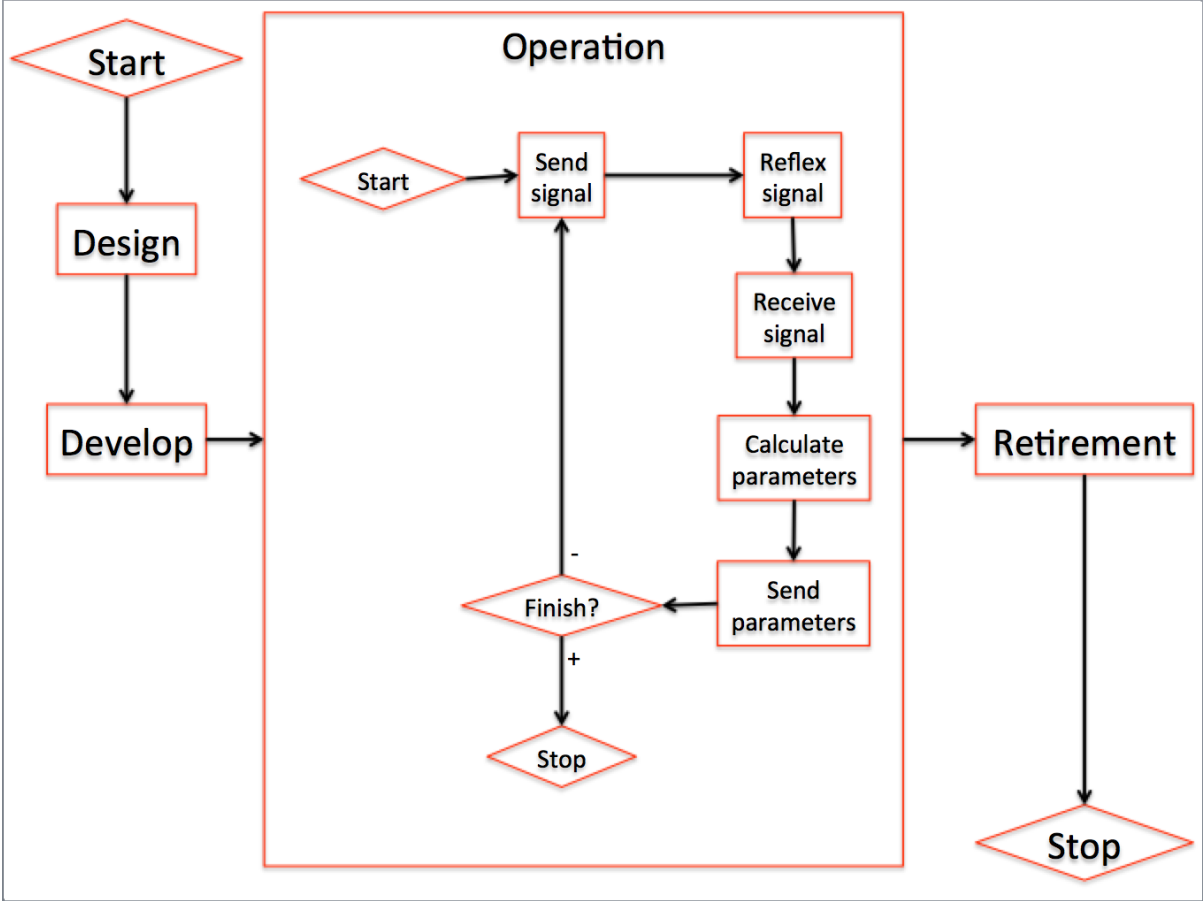 Start
Design
Develop
Operation
Start
Send
signal
Reflex
signal
Receive
signal
Calculate
parameters
Send
parameters
Finish?
-
+
Stop
Retirement
Stop